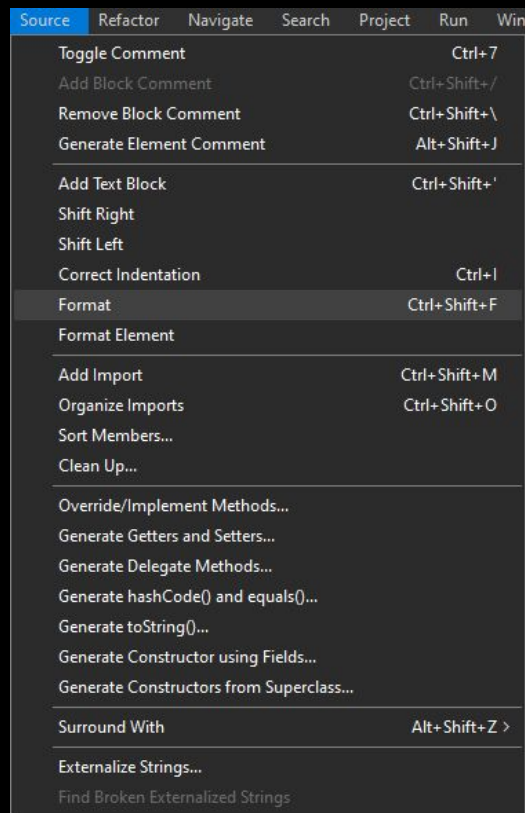 Source Refactor Navigate Search Project Run Win
Toggle Comment Ctrl+7
Add Block Comment Ctrl+Shift+/
Remove Block Comment Ctrl+Shift+\
Generate Element Comment Alt+Shift+J
Add Text Block Ctrl+Shift+'
Shift Right
Shift Left
Correct Indentation Ctrl+I
Format Ctrl+Shift+F
Format Element
Add Import Ctrl+Shift+M
Organize Imports Ctrl+Shift+O
Sort Members...
Clean Up...
Override/Implement Methods...
Generate Getters and Setters...
Generate Delegate Methods...
Generate hashCode() and equals()...
Generate toString()...
Generate Constructor using Fields...
Generate Constructors from Superclass...
Surround With Alt+Shift+Z >
Externalize Strings...
Find Broken Externalized Strings